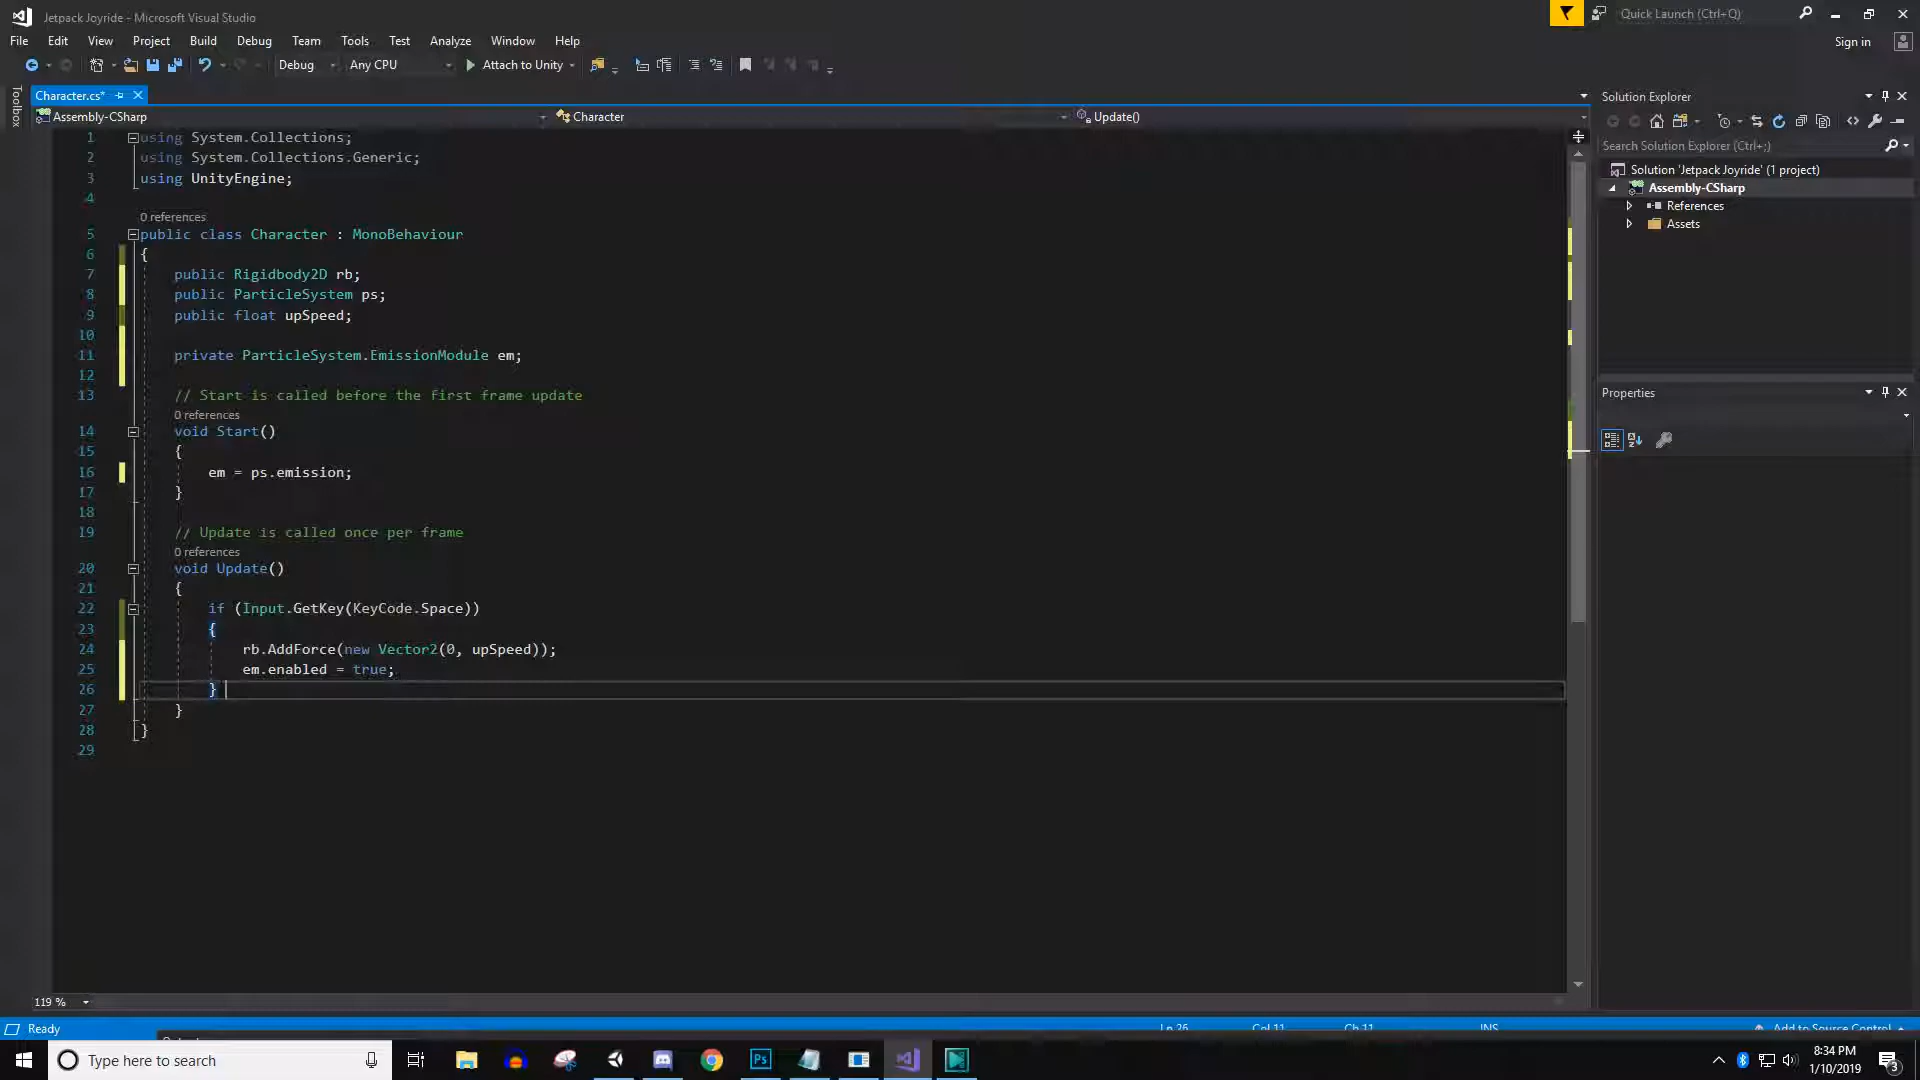 Jetpack Joyride - Microsoft Visual Studio
Quick Launch (Ctrl+Q)
File Edit View Project Build Debug Team Tools Test Analyze Window Help
Sign in
Debug Any CPU Attach to Unity
Toolbox
Character.cs*
Assembly-CSharp Character Update()
1 using System.Collections;
2 using System.Collections.Generic;
3 using UnityEngine;
4
0 references
5 public class Character : MonoBehaviour
6 {
7 public Rigidbody2D rb;
8 public ParticleSystem ps;
9 public float upSpeed;
10
11 private ParticleSystem.EmissionModule em;
12
13 // Start is called before the first frame update
0 references
14 void Start()
15 {
16 em = ps.emission;
17 }
18
19 // Update is called once per frame
0 references
20 void Update()
21 {
22 if (Input.GetKey(KeyCode.Space))
23 {
24 rb.AddForce(new Vector2(0, upSpeed));
25 em.enabled = true;
26 }
27 }
28 }
29
119 %
Solution Explorer
Search Solution Explorer (Ctrl+;)
Solution 'Jetpack Joyride' (1 project)
Assembly-CSharp
References
Assets
Properties
Ready
Ln 26 Col 11 Ch 11 INS Add to Source Control
Type here to search
Ps
8:34 PM
1/10/2019
3